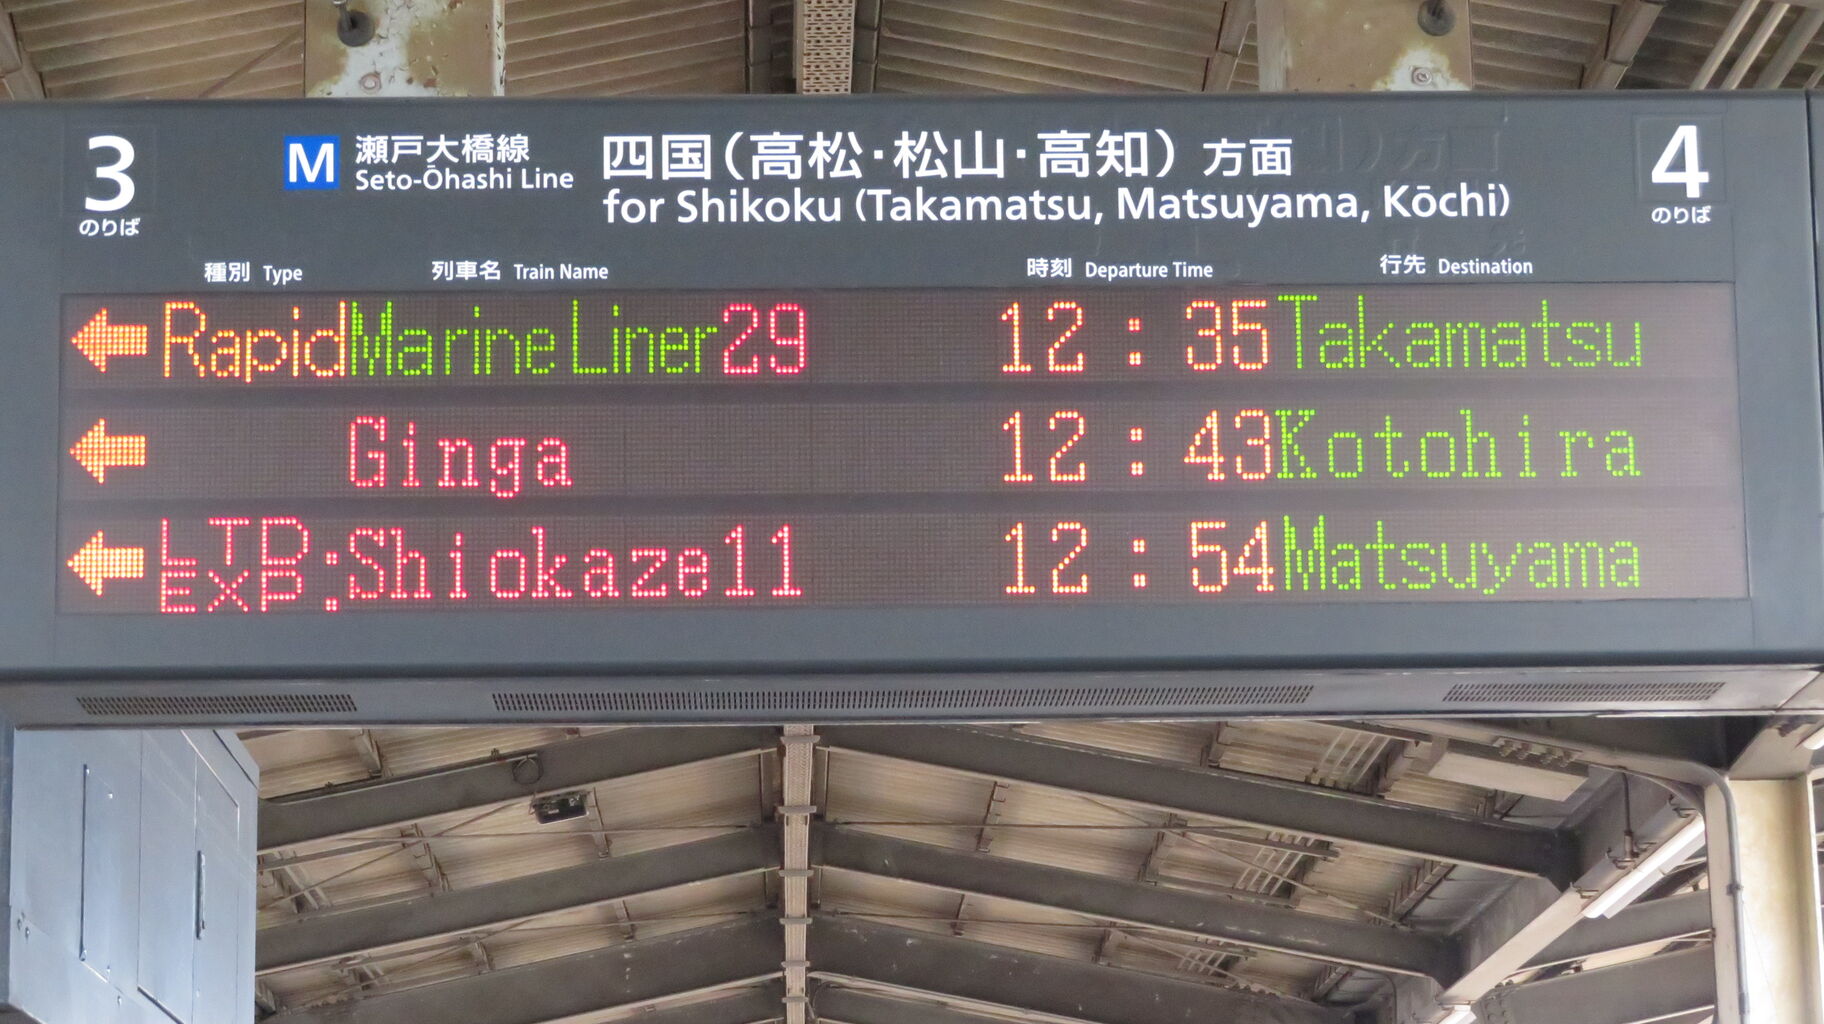 3 のりば
M 瀬戸大橋線
Seto-Ōhashi Line
四国(高松・松山・高知)方面
for Shikoku (Takamatsu, Matsuyama, Kōchi)
4 のりば
種別 Type 列車名 Train Name 時刻 Departure Time 行先 Destination
← Rapid Marine Liner 29 12:35 Takamatsu
← Ginga 12:43 Kotohira
← LTD EXP: Shiokaze 11 12:54 Matsuyama